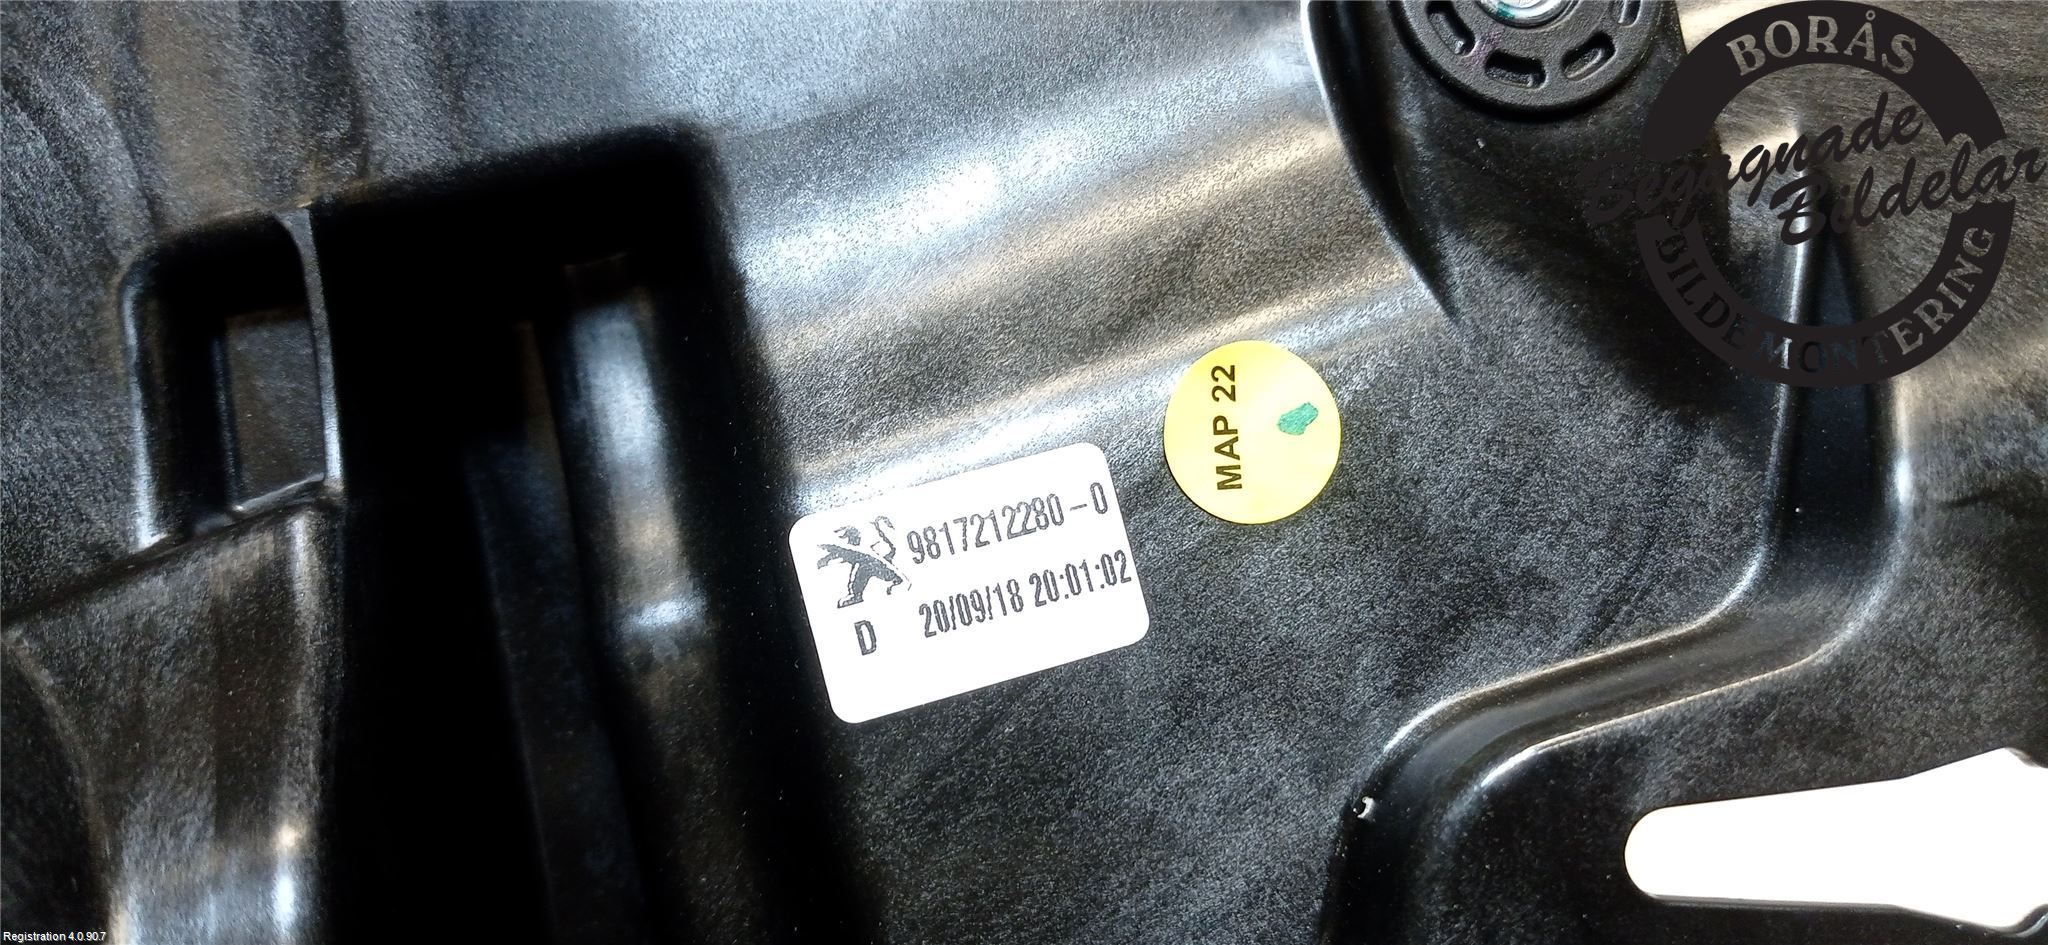 BORÅS
Begagnade
Bildelar
BILDEMONTERING
MAP 22
9817212280-0
D 20/09/18 20:01:02
Registration 4.0.90.7